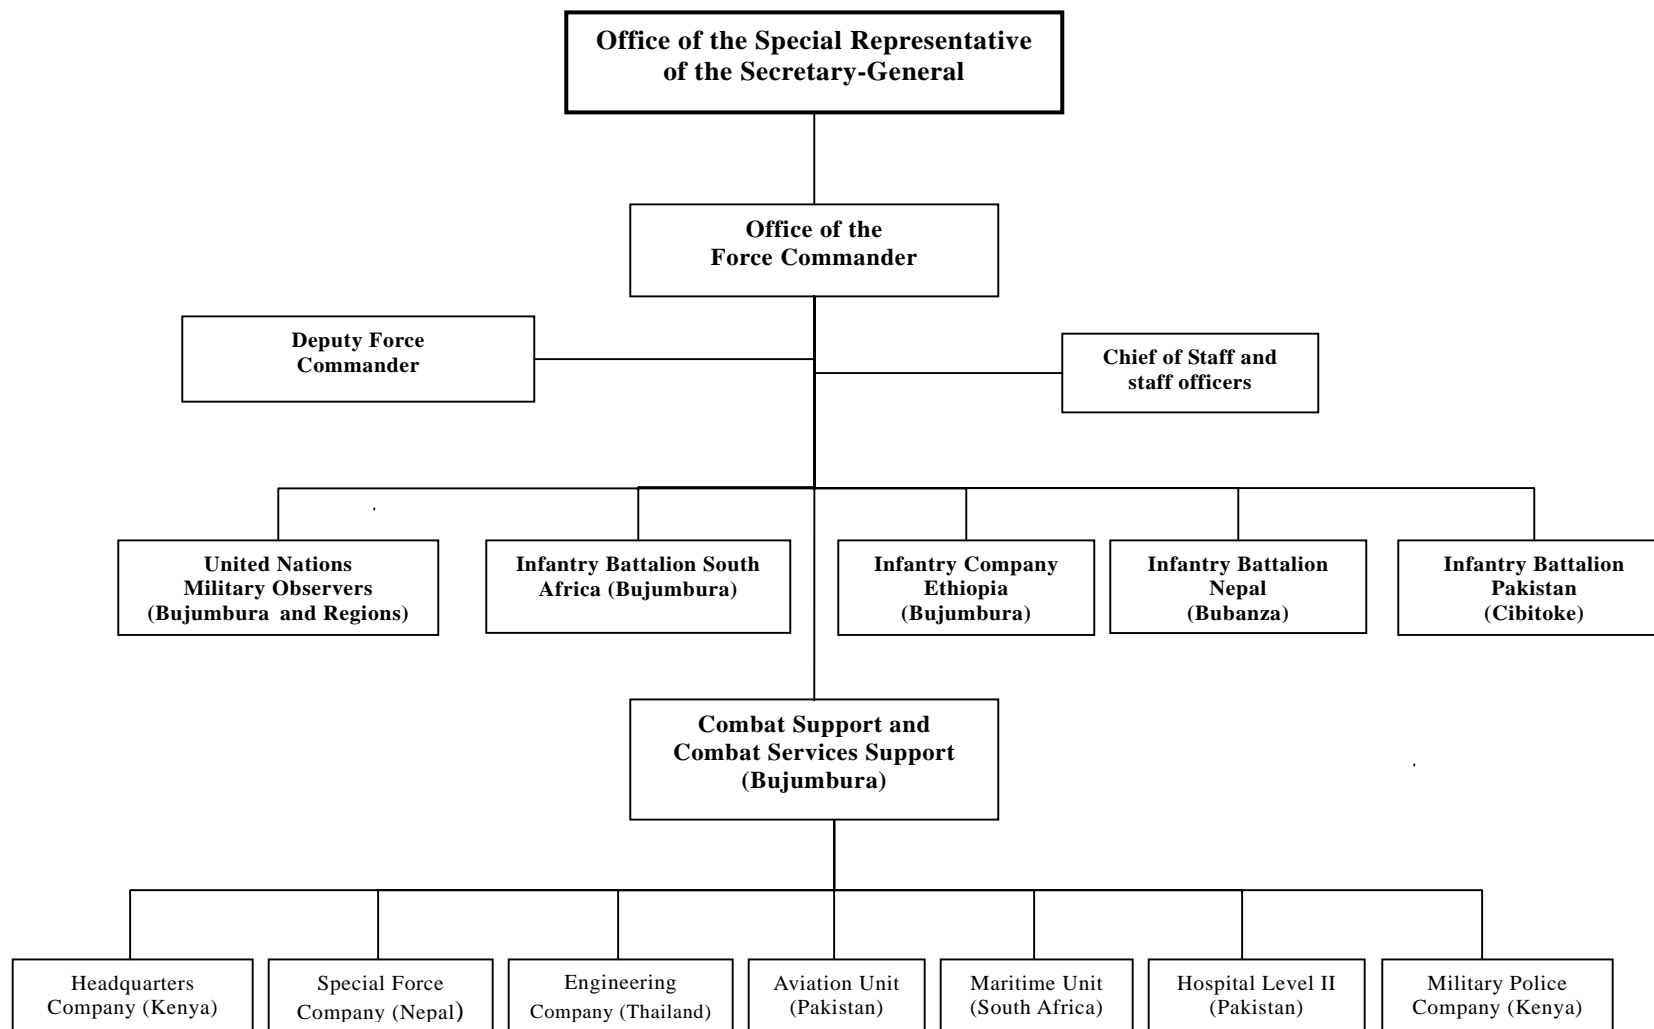 Office of the Special Representative
of the Secretary-General
Office of the
Force Commander
Deputy Force
Commander
Chief of Staff and
staff officers
United Nations
Military Observers
(Bujumbura and Regions)
Infantry Battalion South
Africa (Bujumbura)
Infantry Company
Ethiopia
(Bujumbura)
Infantry Battalion
Nepal
(Bubanza)
Infantry Battalion
Pakistan
(Cibitoke)
Combat Support and
Combat Services Support
(Bujumbura)
Headquarters
Company (Kenya)
Special Force
Company (Nepal)
Engineering
Company (Thailand)
Aviation Unit
(Pakistan)
Maritime Unit
(South Africa)
Hospital Level II
(Pakistan)
Military Police
Company (Kenya)